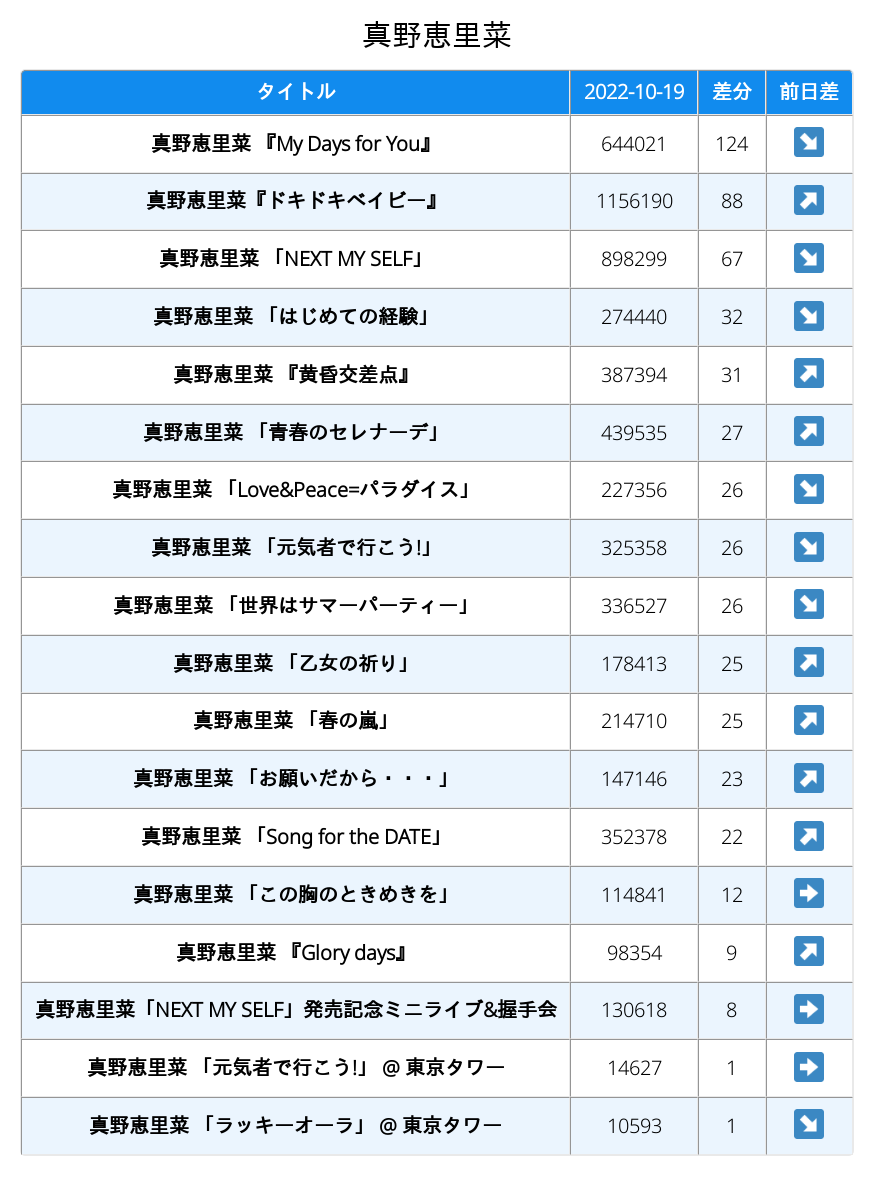 真野恵里菜
タイトル 2022-10-19 差分 前日差
真野恵里菜 『My Days for You』 644021 124 ↘
真野恵里菜『ドキドキベイビー』 1156190 88 ↗
真野恵里菜 「NEXT MY SELF」 898299 67 ↘
真野恵里菜 「はじめての経験」 274440 32 ↘
真野恵里菜 『黄昏交差点』 387394 31 ↗
真野恵里菜 「青春のセレナーデ」 439535 27 ↗
真野恵里菜 「Love&Peace=パラダイス」 227356 26 ↘
真野恵里菜 「元気者で行こう!」 325358 26 ↘
真野恵里菜 「世界はサマーパーティー」 336527 26 ↘
真野恵里菜 「乙女の祈り」 178413 25 ↗
真野恵里菜 「春の嵐」 214710 25 ↗
真野恵里菜 「お願いだから・・・」 147146 23 ↗
真野恵里菜 「Song for the DATE」 352378 22 ↗
真野恵里菜 「この胸のときめきを」 114841 12 ➡
真野恵里菜 『Glory days』 98354 9 ↗
真野恵里菜「NEXT MY SELF」発売記念ミニライブ&握手会 130618 8 ➡
真野恵里菜 「元気者で行こう!」 @ 東京タワー 14627 1 ➡
真野恵里菜 「ラッキーオーラ」 @ 東京タワー 10593 1 ↘